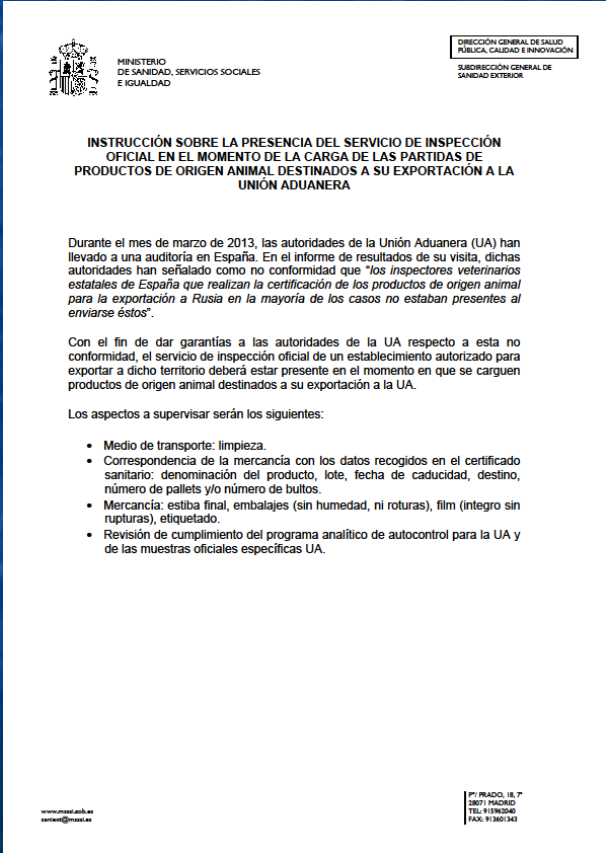 MINISTERIO
DE SANIDAD, SERVICIOS SOCIALES
E IGUALDAD
DIRECCIÓN GENERAL DE SALUD
PÚBLICA, CALIDAD E INNOVACIÓN
SUBDIRECCIÓN GENERAL DE
SANIDAD EXTERIOR
INSTRUCCIÓN SOBRE LA PRESENCIA DEL SERVICIO DE INSPECCIÓN
OFICIAL EN EL MOMENTO DE LA CARGA DE LAS PARTIDAS DE
PRODUCTOS DE ORIGEN ANIMAL DESTINADOS A SU EXPORTACIÓN A LA
UNIÓN ADUANERA
Durante el mes de marzo de 2013, las autoridades de la Unión Aduanera (UA) han
llevado a una auditoría en España. En el informe de resultados de su visita, dichas
autoridades han señalado como no conformidad que "los inspectores veterinarios
estatales de España que realizan la certificación de los productos de origen animal
para la exportación a Rusia en la mayoría de los casos no estaban presentes al
enviarse éstos".
Con el fin de dar garantías a las autoridades de la UA respecto a esta no
conformidad, el servicio de inspección oficial de un establecimiento autorizado para
exportar a dicho territorio deberá estar presente en el momento en que se carguen
productos de origen animal destinados a su exportación a la UA.
Los aspectos a supervisar serán los siguientes:
• Medio de transporte: limpieza.
• Correspondencia de la mercancía con los datos recogidos en el certificado
sanitario: denominación del producto, lote, fecha de caducidad, destino,
número de pallets y/o número de bultos.
• Mercancía: estiba final, embalajes (sin humedad, ni roturas), film (integro sin
rupturas), etiquetado.
• Revisión de cumplimiento del programa analítico de autocontrol para la UA y
de las muestras oficiales específicas UA.
www.msssi.gob.es
Pº/ PRADO, 18, 7ª
28071 MADRID
TEL: 915962040
FAX: 913601343